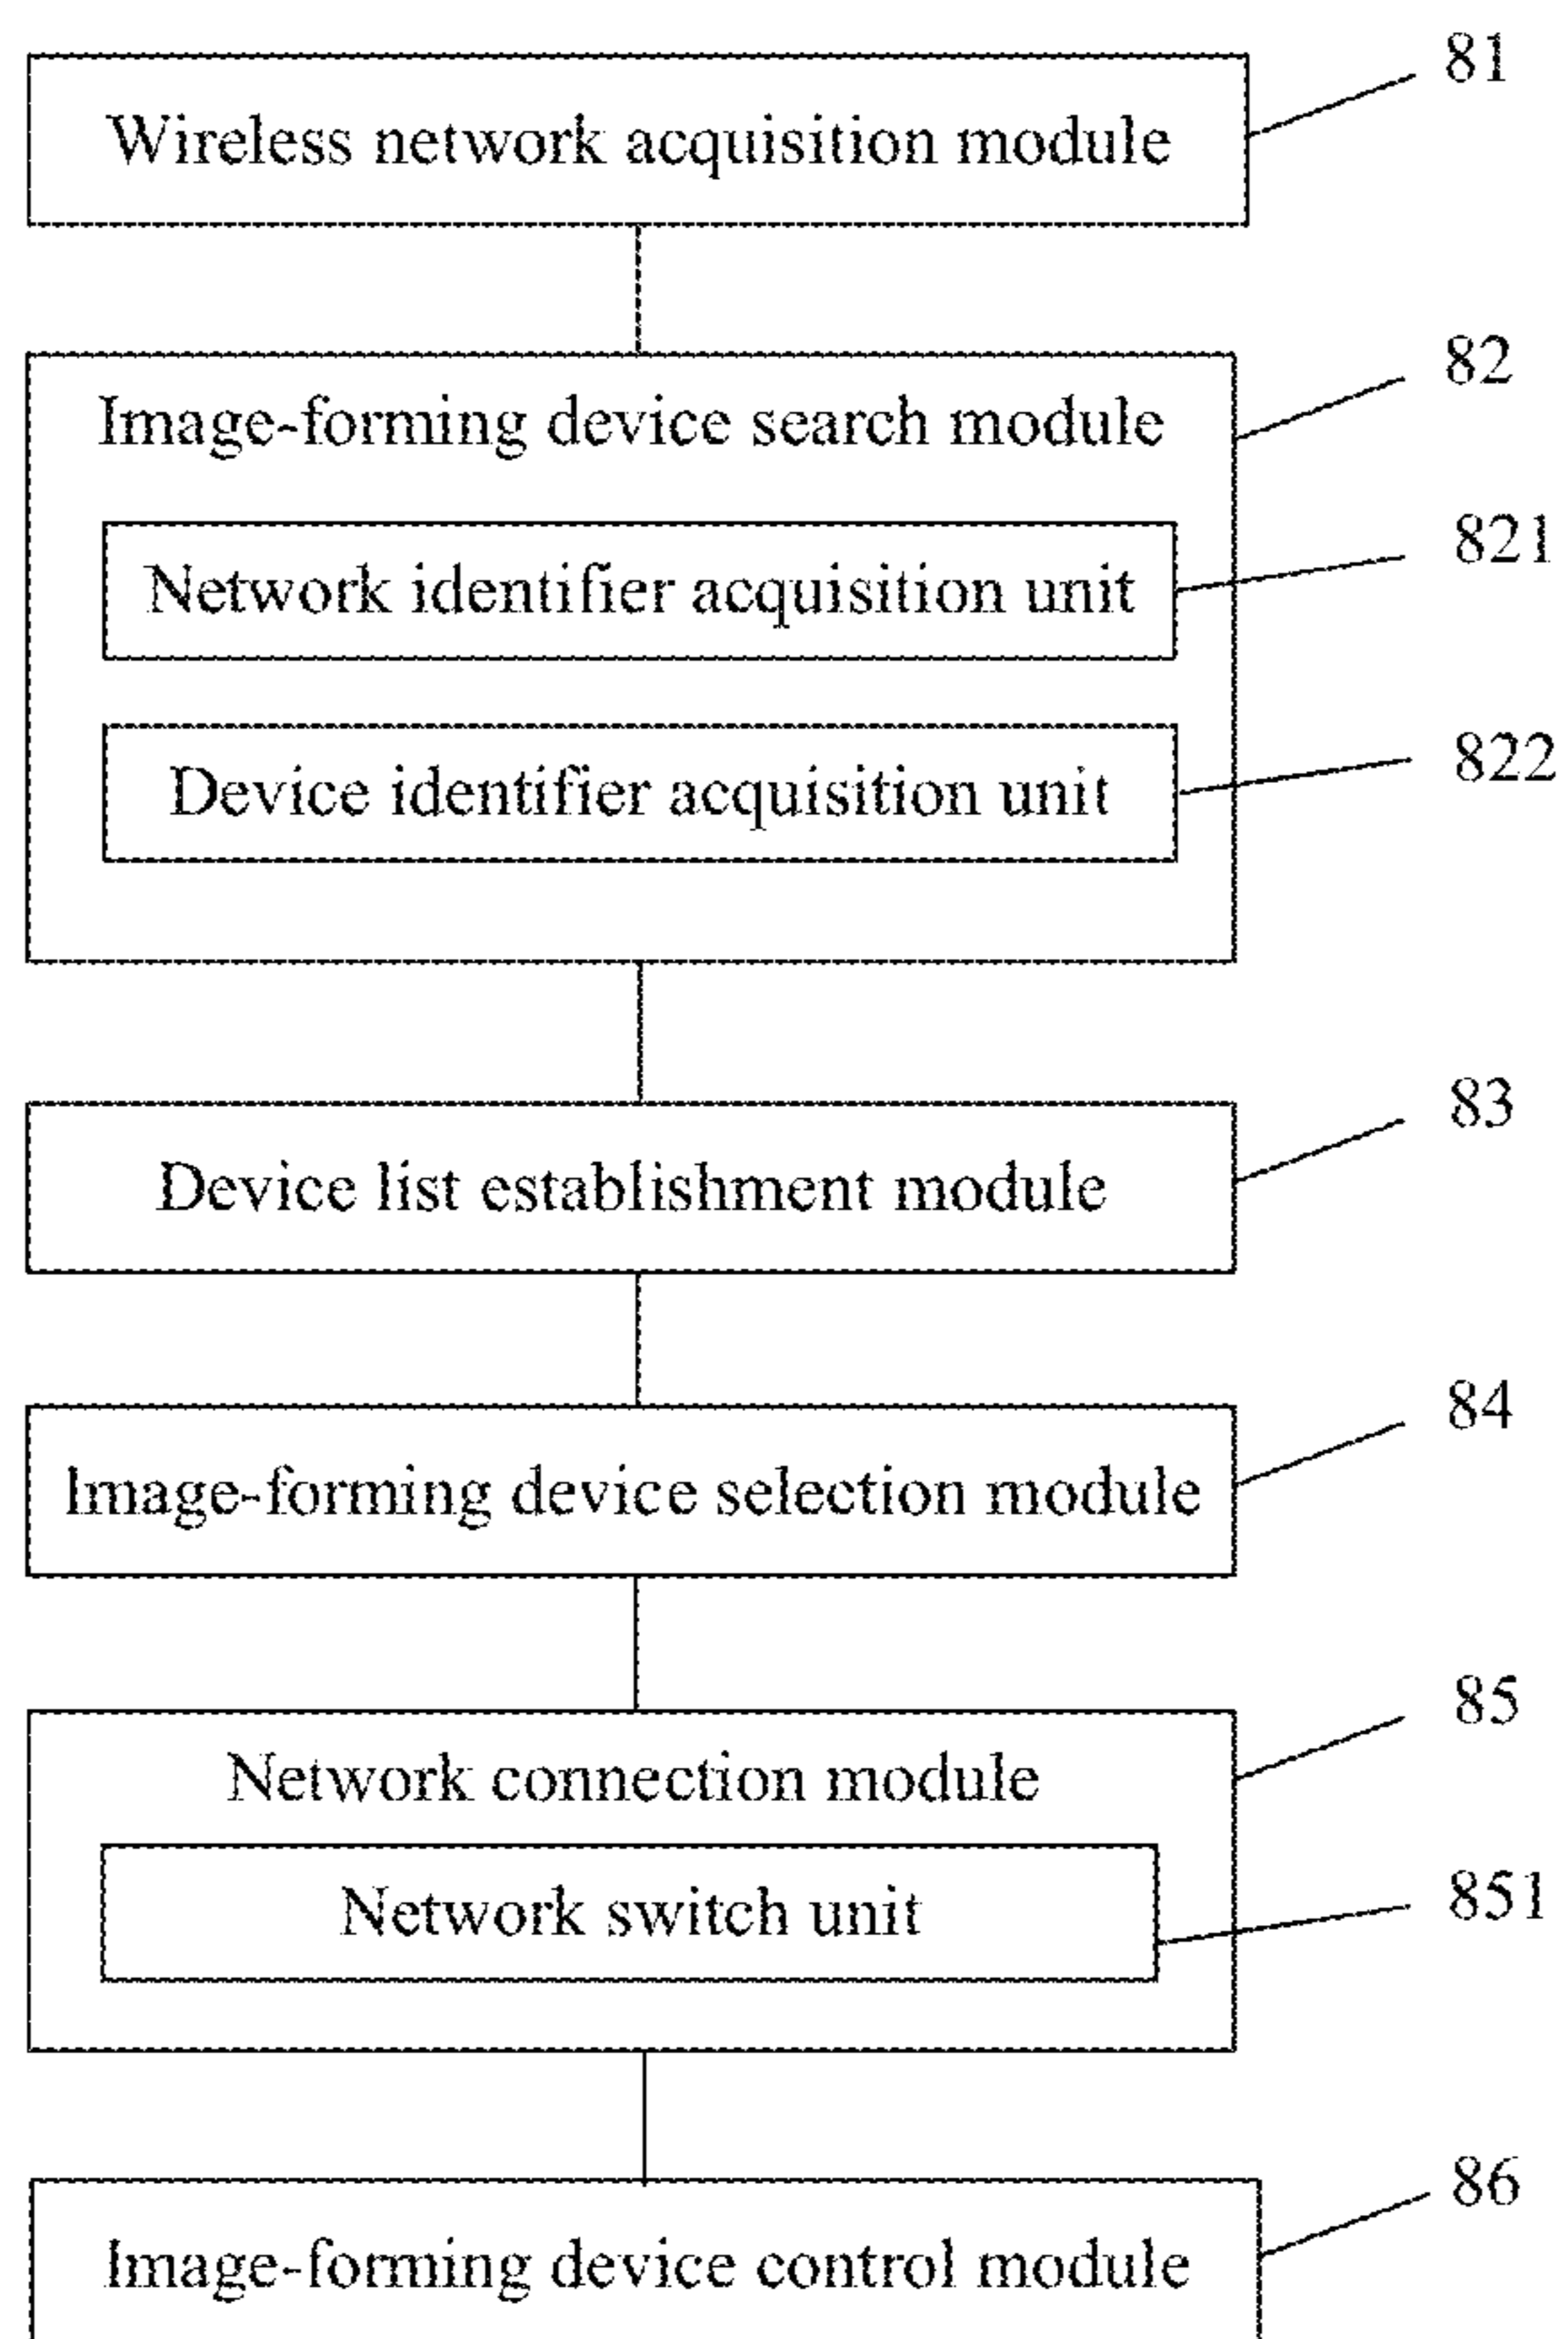 81
Wireless network acquisition module
82
Image-forming device search module
821
Network identifier acquisition unit
822
Device identifier acquisition unit
83
Device list establishment module
84
Image-forming device selection module
85
Network connection module
851
Network switch unit
86
Image-forming device control module